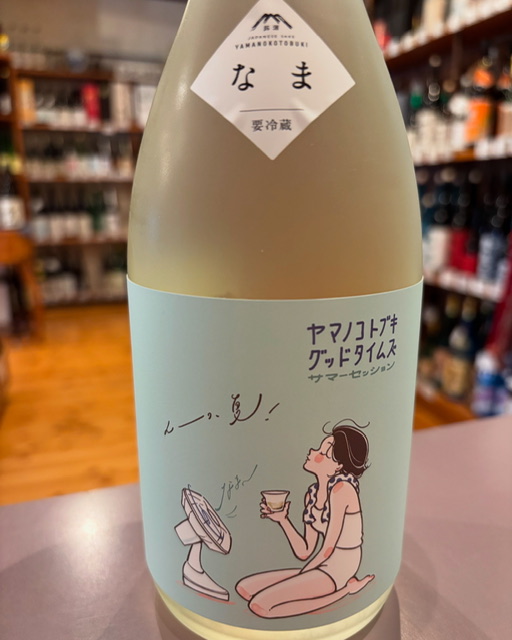 JAPANESE SAKE
YAMANOKOTOBUKI
なま
要冷蔵
ヤマノコトブキ
グッドタイムズ
サマーセッション
んーっ、夏!